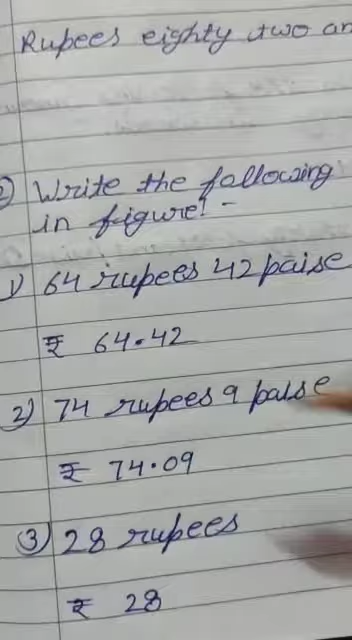 Rupees eighty two an
② Write the following
in figure! -
1) 64 rupees 42 paise
₹ 64.42
2) 74 rupees 9 paise
₹ 74.09
③ 28 rupees
₹ 28